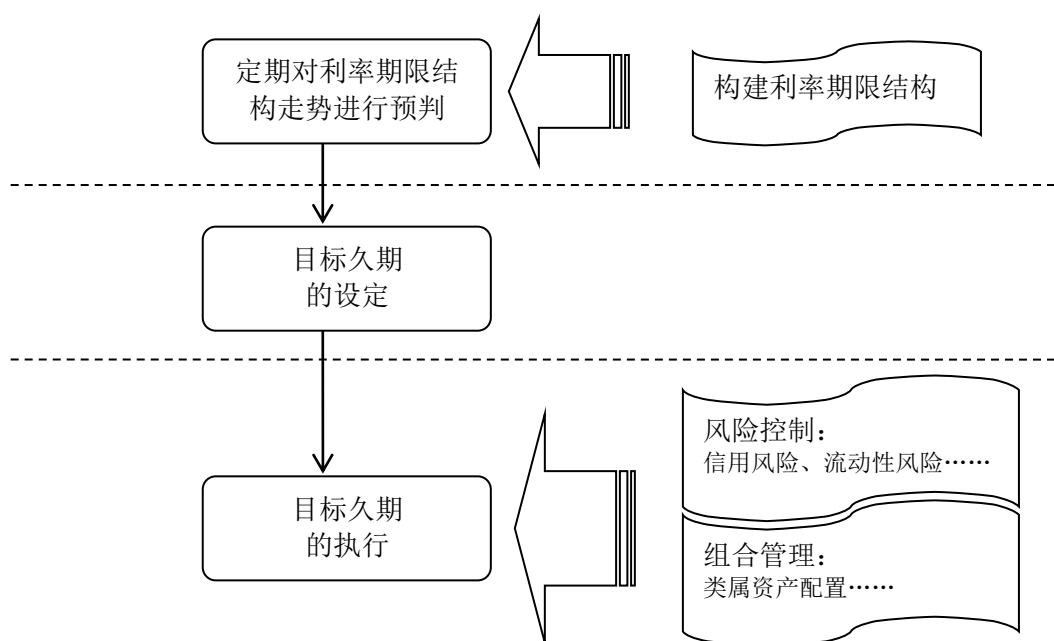 定期对利率期限结
构走势进行预判
构建利率期限结构
目标久期
的设定
风险控制：
信用风险、流动性风险……
目标久期
的执行
组合管理：
类属资产配置……